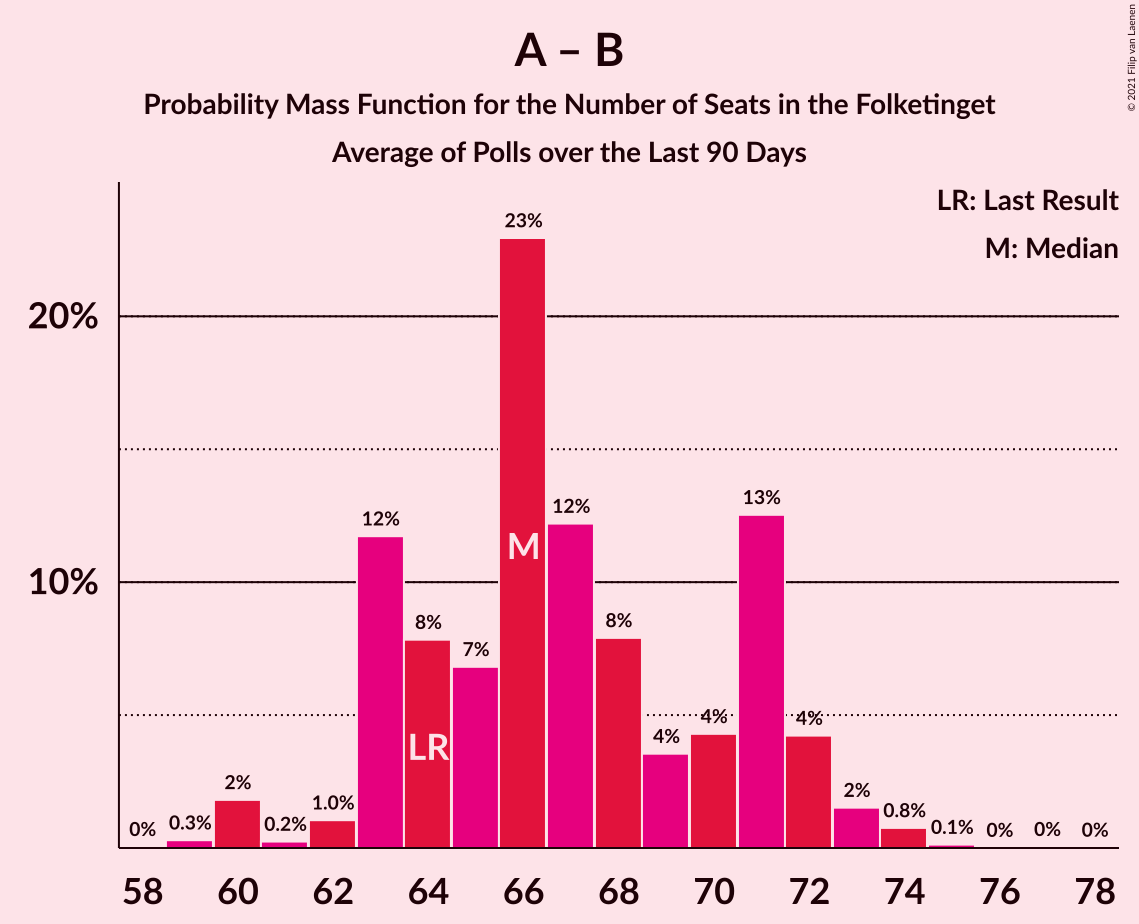 A – B
Probability Mass Function for the Number of Seats in the Folketinget
Average of Polls over the Last 90 Days
© 2021 Filip van Laenen
LR: Last Result
M: Median
20%
10%
0%
0.3%
2%
0.2%
1.0%
12%
8%
7%
23%
12%
8%
4%
4%
13%
4%
2%
0.8%
0.1%
0%
0%
0%
LR
M
58 60 62 64 66 68 70 72 74 76 78